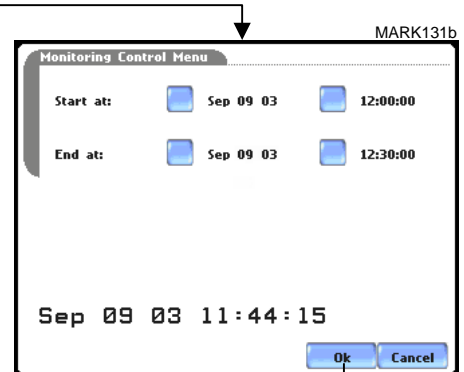 MARK131b
Monitoring Control Menu
Start at: Sep 09 03 12:00:00
End at: Sep 09 03 12:30:00
Sep 09 03 11:44:15
Ok Cancel